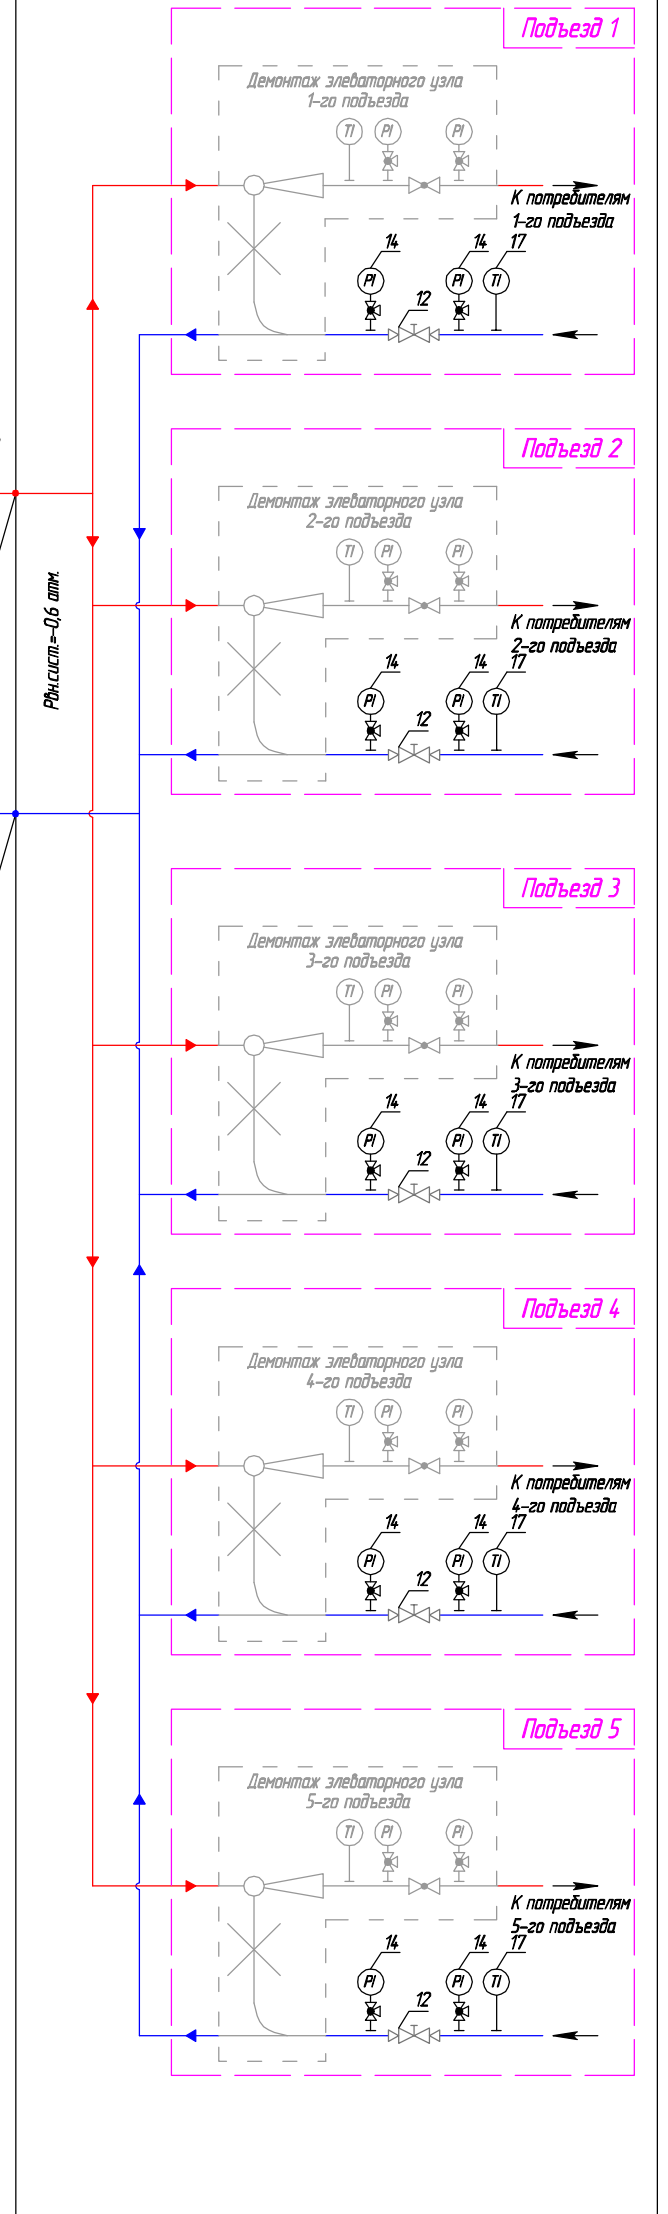 Подъезд 1
Демонтаж элеваторного узла
1-го подъезда
TI
PI
PI
К потребителям
1-го подъезда
14
14
17
PI
PI
TI
12
Подъезд 2
Демонтаж элеваторного узла
2-го подъезда
TI
PI
PI
Рвн.сист.=-0,6 атм.
К потребителям
2-го подъезда
14
14
17
PI
PI
TI
12
Подъезд 3
Демонтаж элеваторного узла
3-го подъезда
TI
PI
PI
К потребителям
3-го подъезда
14
14
17
PI
PI
TI
12
Подъезд 4
Демонтаж элеваторного узла
4-го подъезда
TI
PI
PI
К потребителям
4-го подъезда
14
14
17
PI
PI
TI
12
Подъезд 5
Демонтаж элеваторного узла
5-го подъезда
TI
PI
PI
К потребителям
5-го подъезда
14
14
17
PI
PI
TI
12